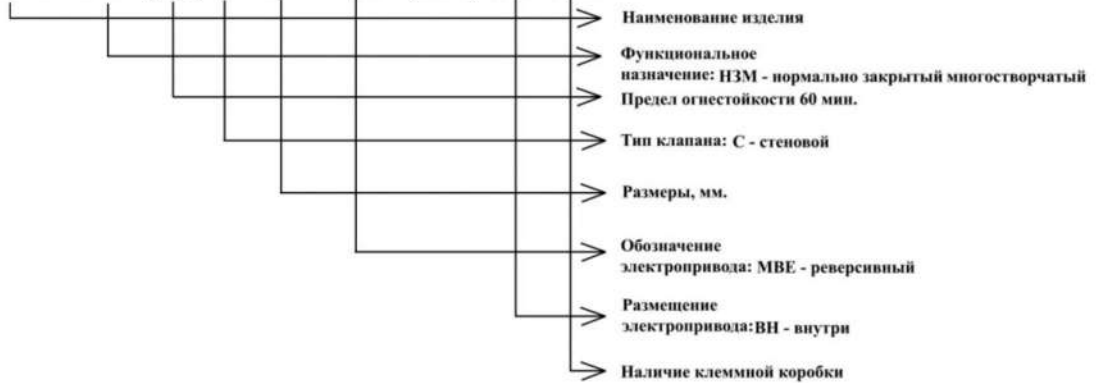 Наименование изделия
Функциональное
назначение: НЗМ - нормально закрытый многостворчатый
Предел огнестойкости 60 мин.
Тип клапана: С - стеновой
Размеры, мм.
Обозначение
электропривода: МВЕ - реверсивный
Размещение
электропривода:ВН - внутри
Наличие клеммной коробки